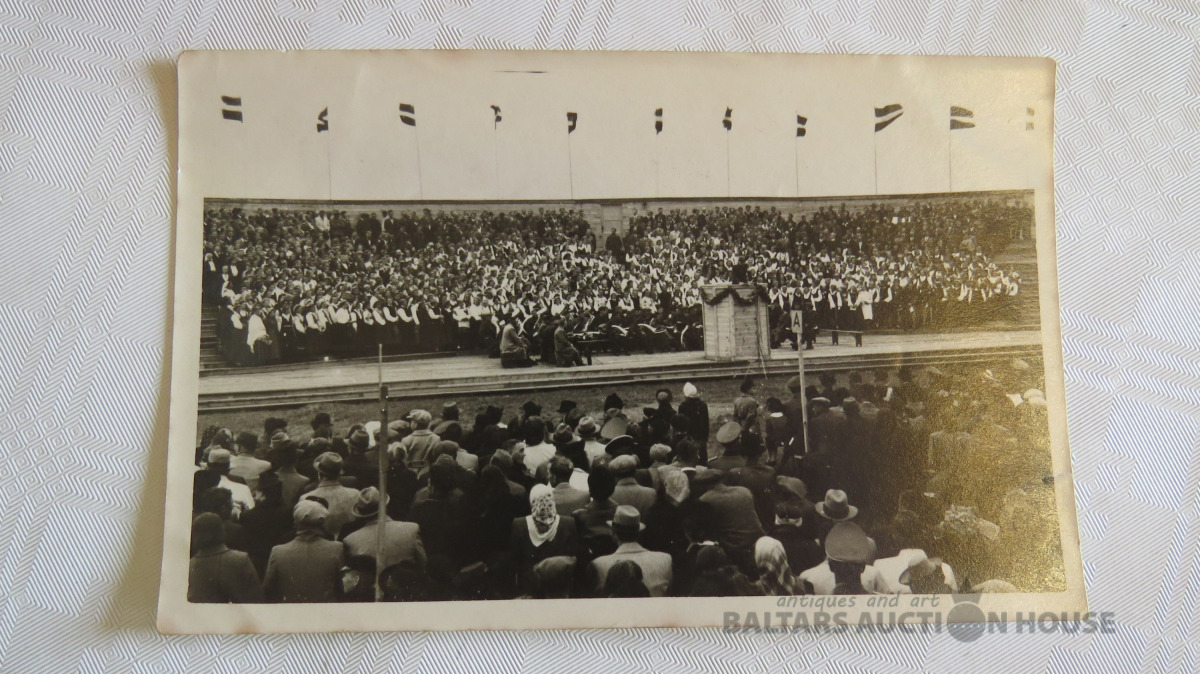 A
antiques and art
BALTARS AUCTION HOUSE